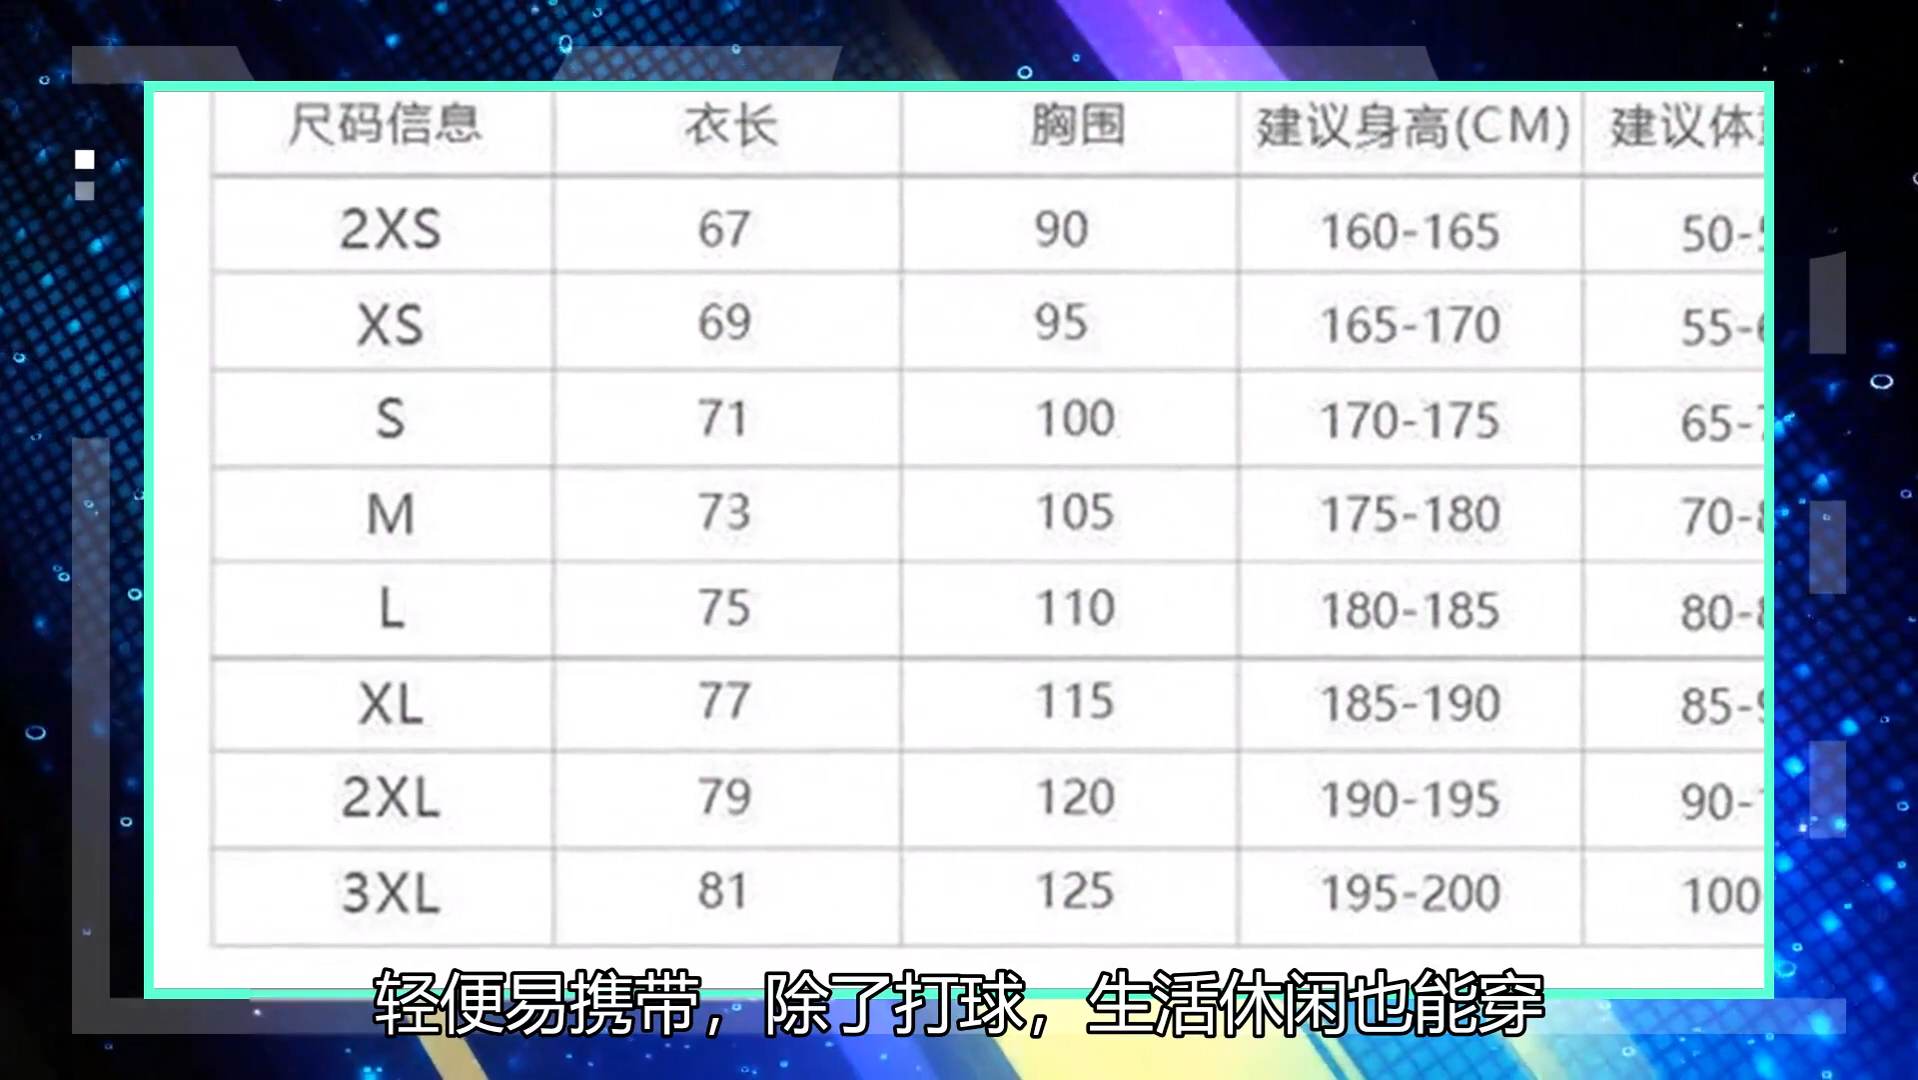 尺码信息 衣长 胸围 建议身高(CM) 建议体
2XS 67 90 160-165 50-
XS 69 95 165-170 55-
S 71 100 170-175 65-
M 73 105 175-180 70-
L 75 110 180-185 80-
XL 77 115 185-190 85-
2XL 79 120 190-195 90-
3XL 81 125 195-200 100
轻便易携带，除了打球，生活休闲也能穿